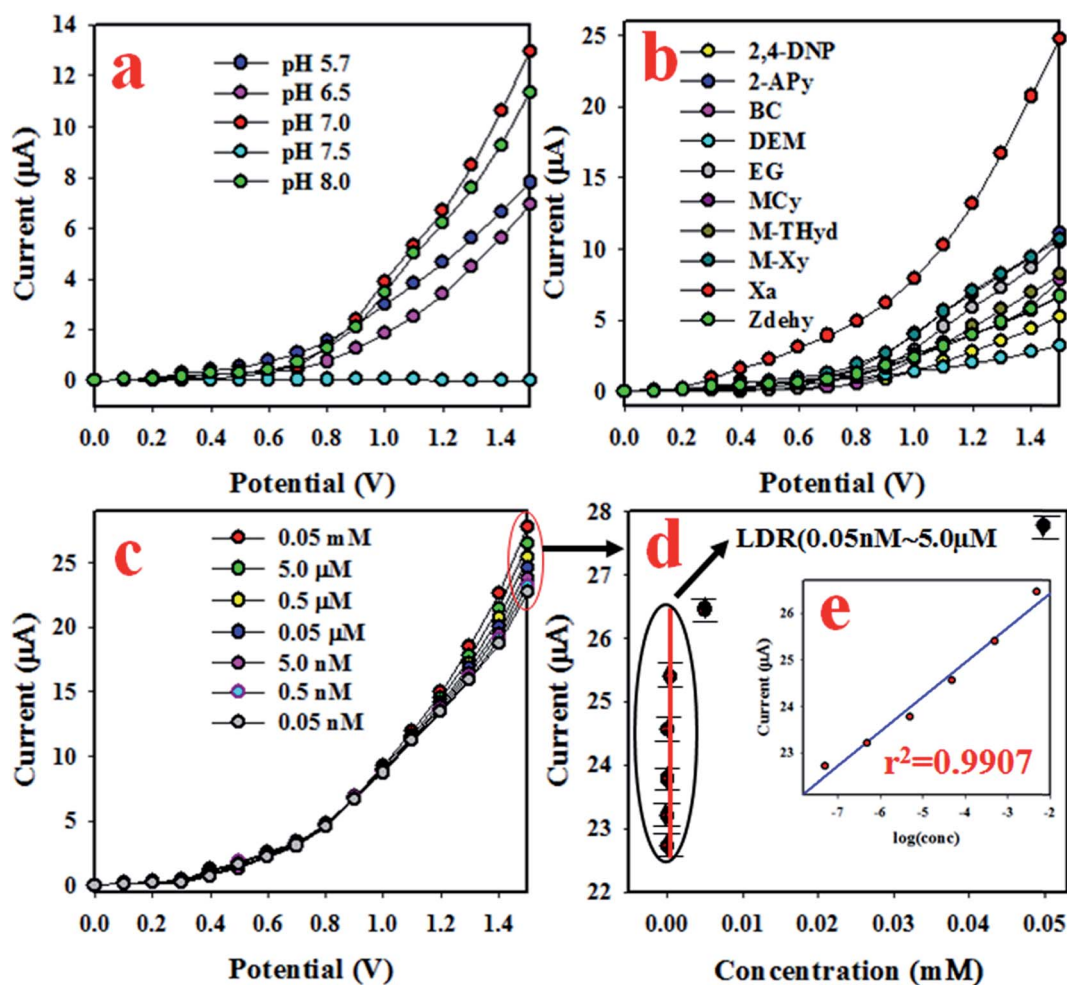 a
14
12
10
8
6
4
2
0
Current (µA)
pH 5.7
pH 6.5
pH 7.0
pH 7.5
pH 8.0
0.0 0.2 0.4 0.6 0.8 1.0 1.2 1.4
Potential (V)
b
25
20
15
10
5
0
Current (µA)
2,4-DNP
2-APy
BC
DEM
EG
MCy
M-THyd
M-Xy
Xa
Zdehy
0.0 0.2 0.4 0.6 0.8 1.0 1.2 1.4
Potential (V)
c
25
20
15
10
5
0
Current (µA)
0.05 mM
5.0 µM
0.5 µM
0.05 µM
5.0 nM
0.5 nM
0.05 nM
0.0 0.2 0.4 0.6 0.8 1.0 1.2 1.4
Potential (V)
d
28
27
26
25
24
23
22
Current (µA)
LDR(0.05nM~5.0µM
0.00 0.01 0.02 0.03 0.04 0.05
Concentration (mM)
e
26
25
24
23
Current (µA)
r²=0.9907
-7 -6 -5 -4 -3 -2
log(conc)